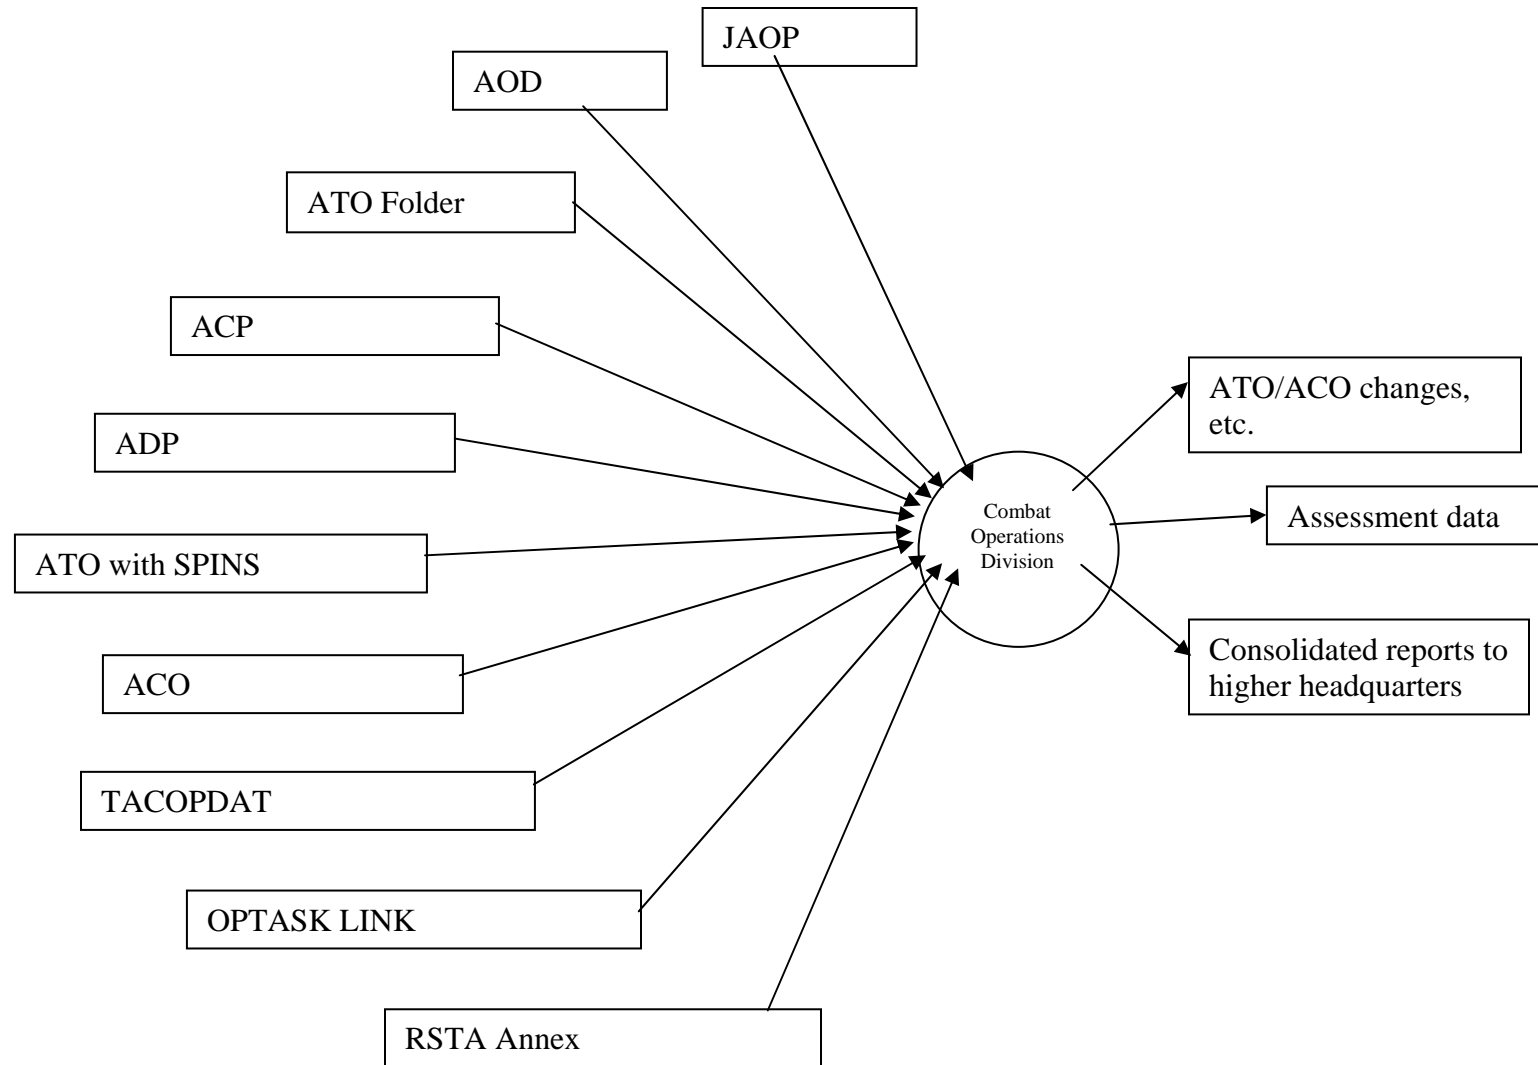 JAOP
AOD
ATO Folder
ACP
ADP
ATO with SPINS
ACO
TACOPDAT
OPTASK LINK
RSTA Annex
Combat
Operations
Division
ATO/ACO changes,
etc.
Assessment data
Consolidated reports to
higher headquarters